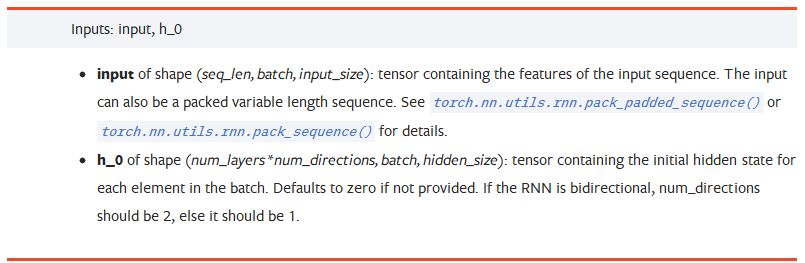 Inputs: input, h_0
• input of shape (seq_len, batch, input_size): tensor containing the features of the input sequence. The input
can also be a packed variable length sequence. See torch.nn.utils.rnn.pack_padded_sequence() or
torch.nn.utils.rnn.pack_sequence() for details.
• h_0 of shape (num_layers * num_directions, batch, hidden_size): tensor containing the initial hidden state for
each element in the batch. Defaults to zero if not provided. If the RNN is bidirectional, num_directions
should be 2, else it should be 1.